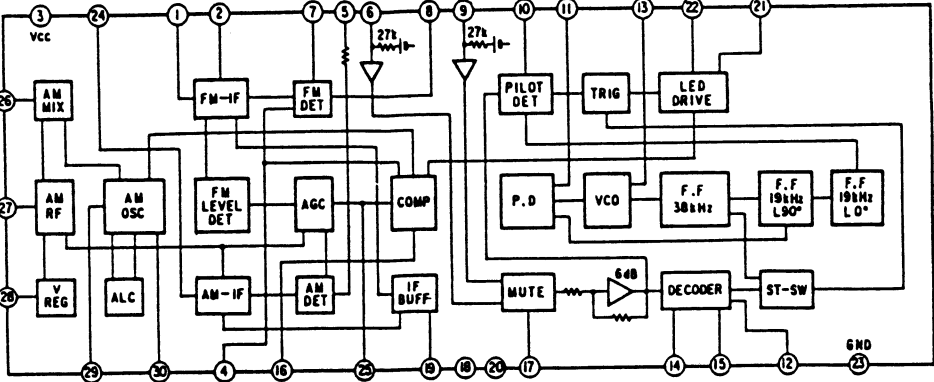 3 24 1 2 7 5 6 8 9 10 11 13 22 21
VCC
27k
27k
26
AM MIX
FM-IF
FM DET
PILOT DET
TRIG
LED DRIVE
27
AM RF
AM OSC
FM LEVEL DET
AGC
COMP
P.D
VCO
F.F 38kHz
F.F 19kHz L90°
F.F 19kHz L0°
28
V REG
ALC
AM-IF
AM DET
IF BUFF
MUTE
6dB
DECODER
ST-SW
GND
29 30 4 16 25 19 18 20 17 14 15 12 23